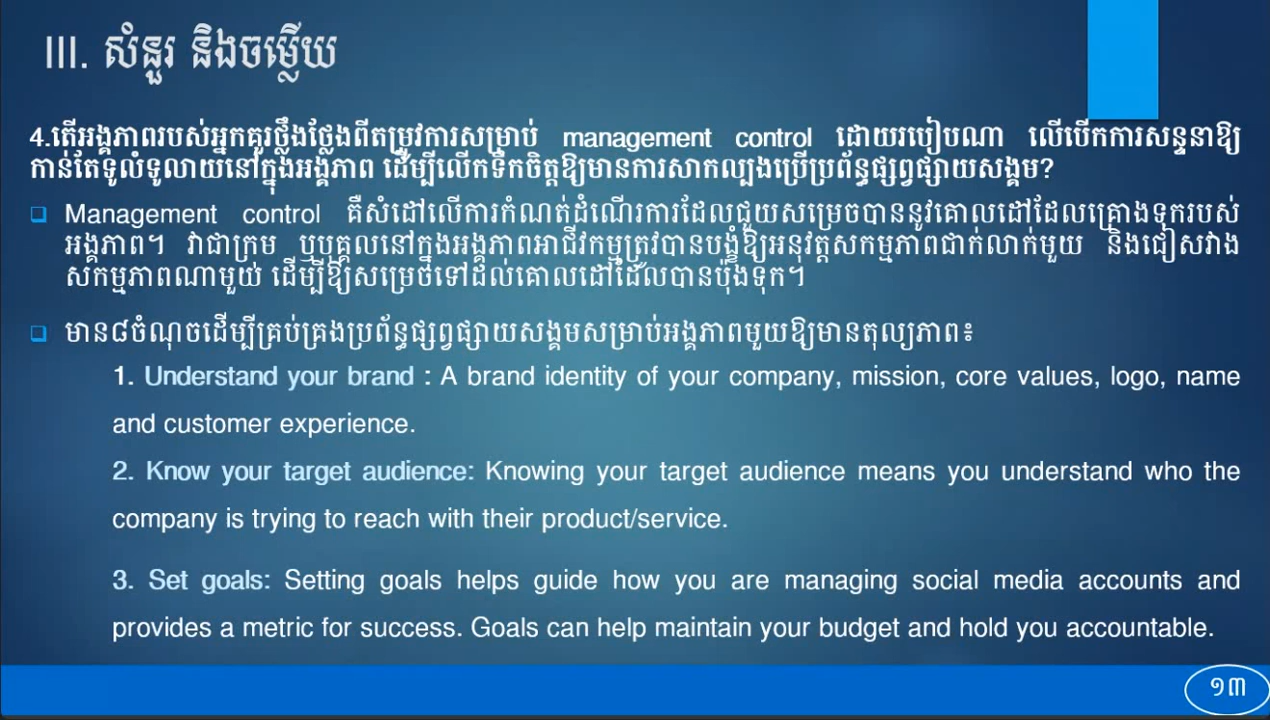 III. សំនួរ និងចម្លើយ
4.តើអង្គភាពរបស់អ្នកគួរថ្លឹងថ្លែងពីតម្រូវការសម្រាប់ management control ដោយរបៀបណា លើបើកការសន្ទនាឱ្យ
កាន់តែទូលំទូលាយនៅក្នុងអង្គភាព ដើម្បីលើកទឹកចិត្តឱ្យមានការសាកល្បងប្រើប្រព័ន្ធផ្សព្វផ្សាយសង្គម?
❑ Management control គឺសំដៅលើការកំណត់ដំណើរការដែលជួយសម្រេចបាននូវគោលដៅដែលគ្រោងទុករបស់
អង្គភាព។ វាជាក្រម ឬបុគ្គលនៅក្នុងអង្គភាពអាជីវកម្មត្រូវបានបង្ខំឱ្យអនុវត្តសកម្មភាពជាក់លាក់មួយ និងជៀសវាង
សកម្មភាពណាមួយ ដើម្បីឱ្យសម្រេចទៅដល់គោលដៅដែលបានប៉ុងទុក។
❑ មាន៨ចំណុចដើម្បីគ្រប់គ្រងប្រព័ន្ធផ្សព្វផ្សាយសង្គមសម្រាប់អង្គភាពមួយឱ្យមានតុល្យភាព៖
1. Understand your brand : A brand identity of your company, mission, core values, logo, name
and customer experience.
2. Know your target audience: Knowing your target audience means you understand who the
company is trying to reach with their product/service.
3. Set goals: Setting goals helps guide how you are managing social media accounts and
provides a metric for success. Goals can help maintain your budget and hold you accountable.
១៣